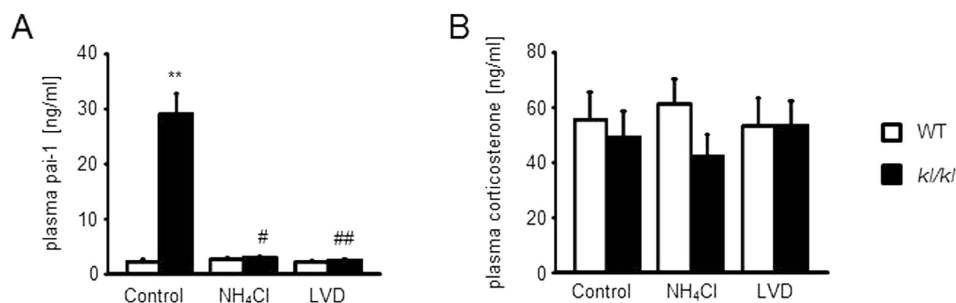 A
plasma pai-1 [ng/ml]
40
30
20
10
0
**
#
##
Control
NH₄Cl
LVD
B
plasma corticosterone [ng/ml]
80
60
40
20
0
Control
NH₄Cl
LVD
WT
kl/kl